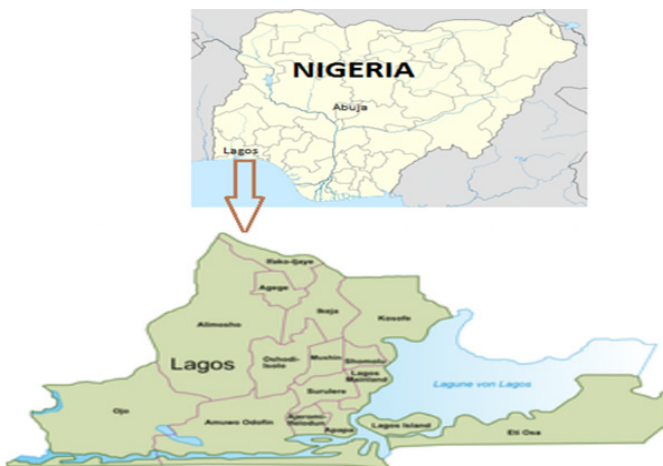 NIGERIA
Abuja
Lagos
Ifako-Ijaye
Agege
Ikeja
Kosofe
Alimosho
Lagos
Oshodi-
Isolo
Mushin
Shomolu
Lagos
Mainland
Lagune von Lagos
Surulere
Ojo
Amuwo Odofin
Ajeromi-
Ifelodun
Apapa
Lagos Island
Eti Osa